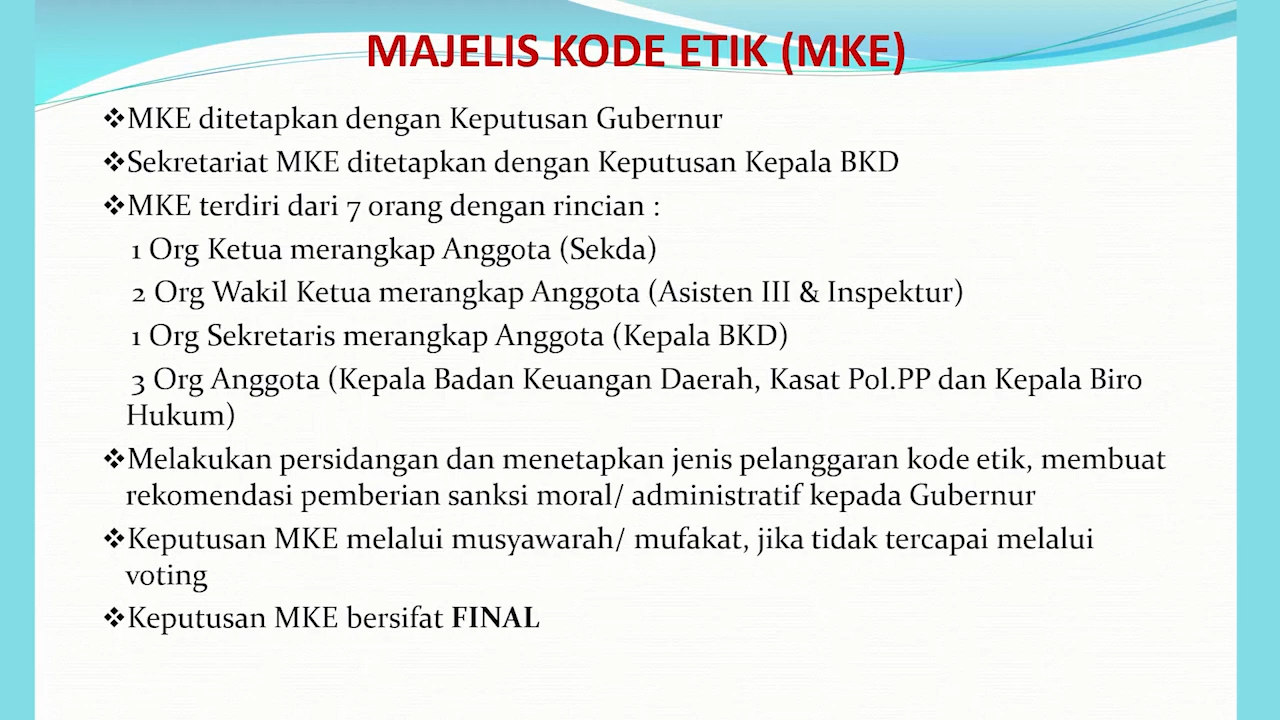 MAJELIS KODE ETIK (MKE)
❖MKE ditetapkan dengan Keputusan Gubernur
❖Sekretariat MKE ditetapkan dengan Keputusan Kepala BKD
❖MKE terdiri dari 7 orang dengan rincian :
1 Org Ketua merangkap Anggota (Sekda)
2 Org Wakil Ketua merangkap Anggota (Asisten III & Inspektur)
1 Org Sekretaris merangkap Anggota (Kepala BKD)
3 Org Anggota (Kepala Badan Keuangan Daerah, Kasat Pol.PP dan Kepala Biro
Hukum)
❖Melakukan persidangan dan menetapkan jenis pelanggaran kode etik, membuat
rekomendasi pemberian sanksi moral/ administratif kepada Gubernur
❖Keputusan MKE melalui musyawarah/ mufakat, jika tidak tercapai melalui
voting
❖Keputusan MKE bersifat FINAL